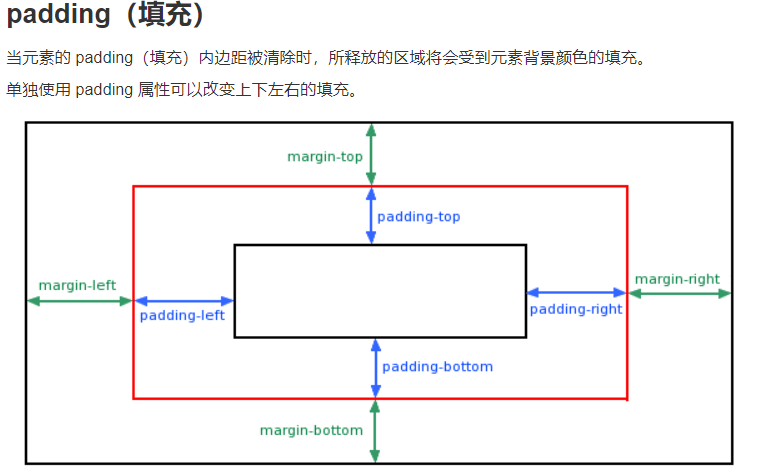 padding（填充）
当元素的 padding（填充）内边距被清除时，所释放的区域将会受到元素背景颜色的填充。
单独使用 padding 属性可以改变上下左右的填充。
margin-top
padding-top
margin-left
margin-right
padding-left
padding-right
padding-bottom
margin-bottom